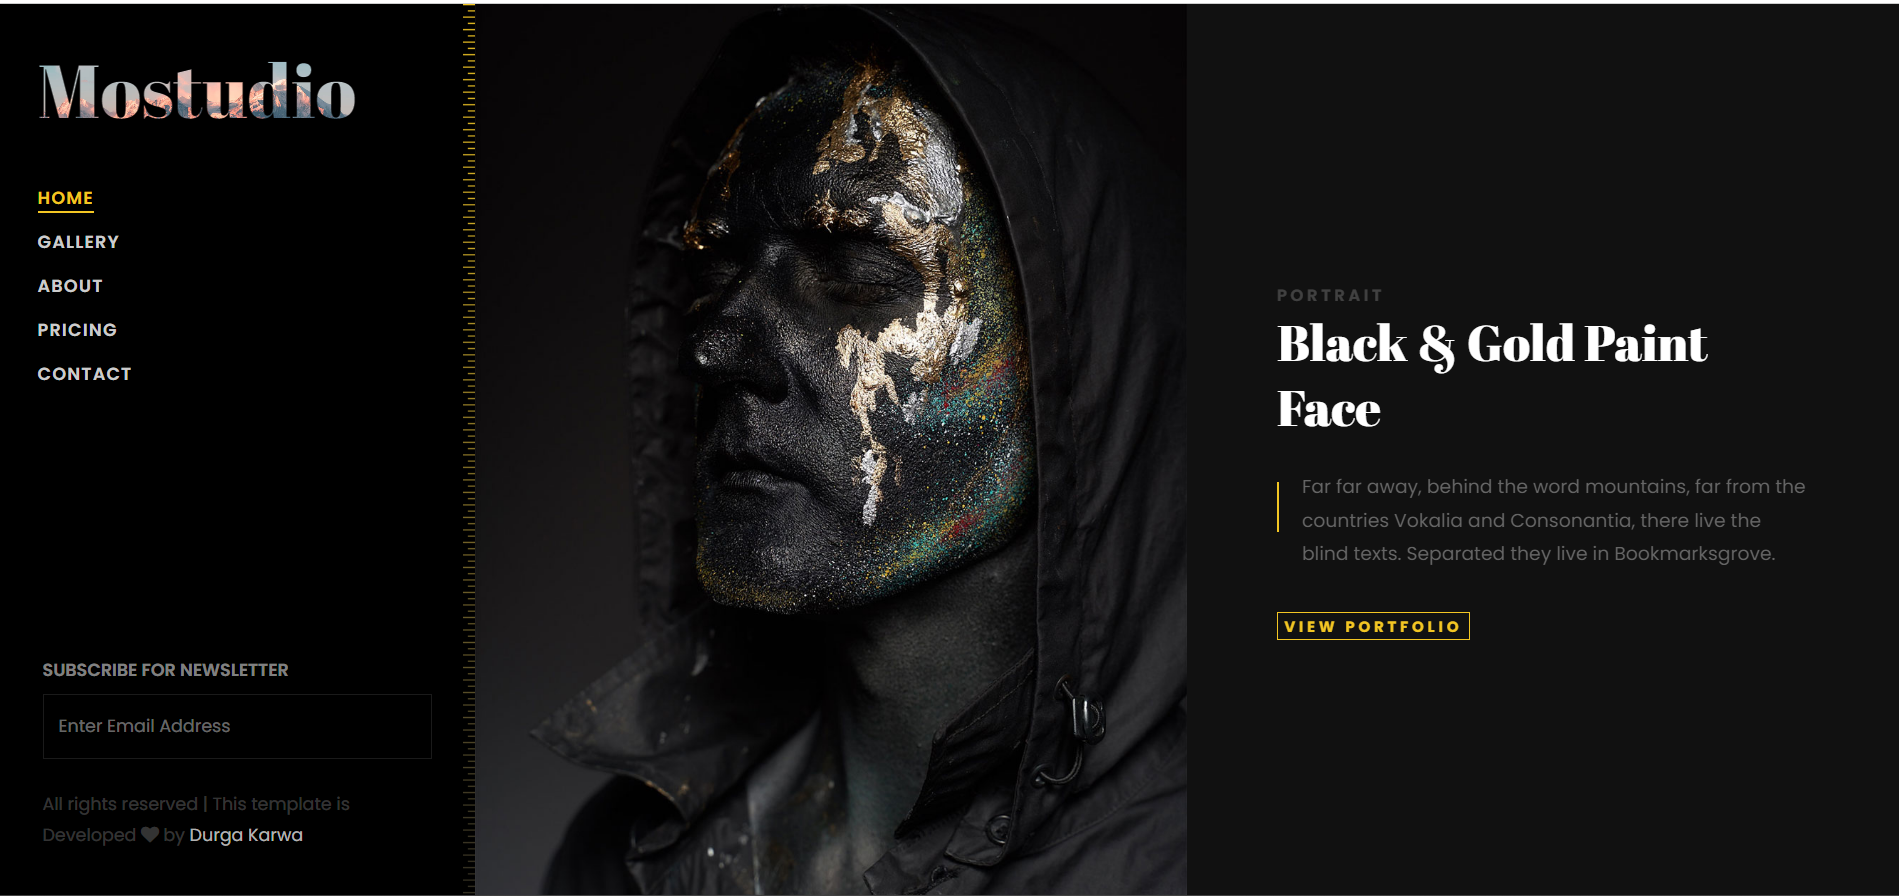 Mostudio
HOME
GALLERY
ABOUT
PRICING
CONTACT
SUBSCRIBE FOR NEWSLETTER
Enter Email Address
All rights reserved | This template is
Developed ♥ by Durga Karwa
PORTRAIT
Black & Gold Paint
Face
Far far away, behind the word mountains, far from the
countries Vokalia and Consonantia, there live the
blind texts. Separated they live in Bookmarksgrove.
VIEW PORTFOLIO